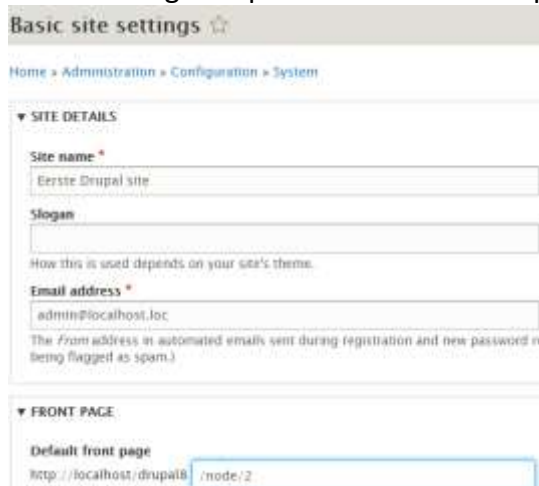 Basic site settings ☆
Home » Administration » Configuration » System
▼ SITE DETAILS
Site name *
Eerste Drupal site
Slogan
How this is used depends on your site's theme.
Email address *
admin@localhost.loc
The From address in automated emails sent during registration and new password
being flagged as spam.)
▼ FRONT PAGE
Default front page
http://localhost/drupal8 /node/2